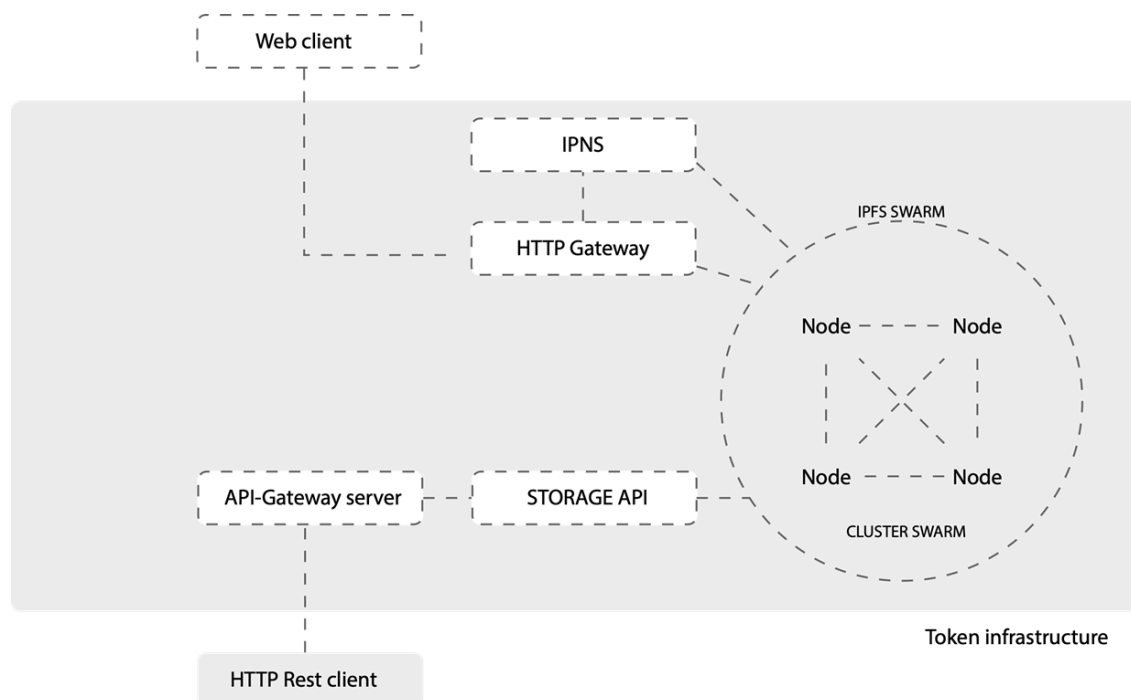 Web client
IPNS
IPFS SWARM
HTTP Gateway
Node
Node
Node
Node
API-Gateway server
STORAGE API
CLUSTER SWARM
Token infrastructure
HTTP Rest client